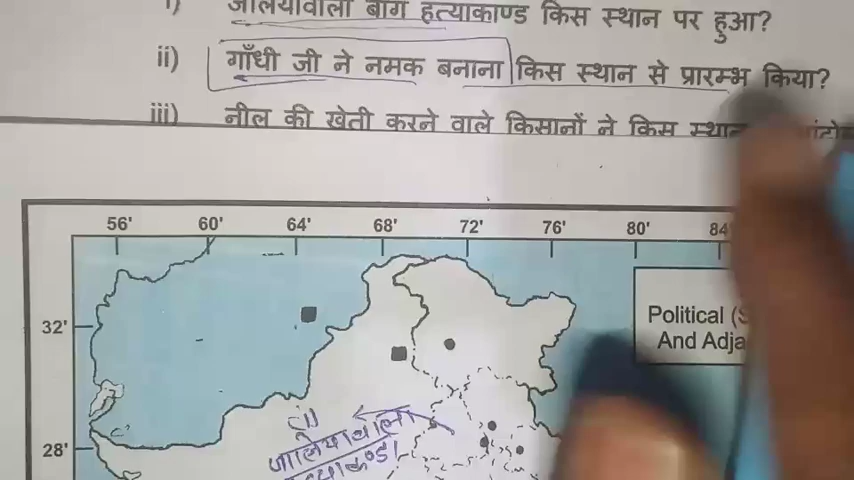 i) जलियांवाला बाग हत्याकाण्ड किस स्थान पर हुआ?
ii) गाँधी जी ने नमक बनाना किस स्थान से प्रारम्भ किया?
iii) नील की खेती करने वाले किसानों ने किस
56' 60' 64' 68' 72' 76' 80' 84'
32'
Political
And
28'